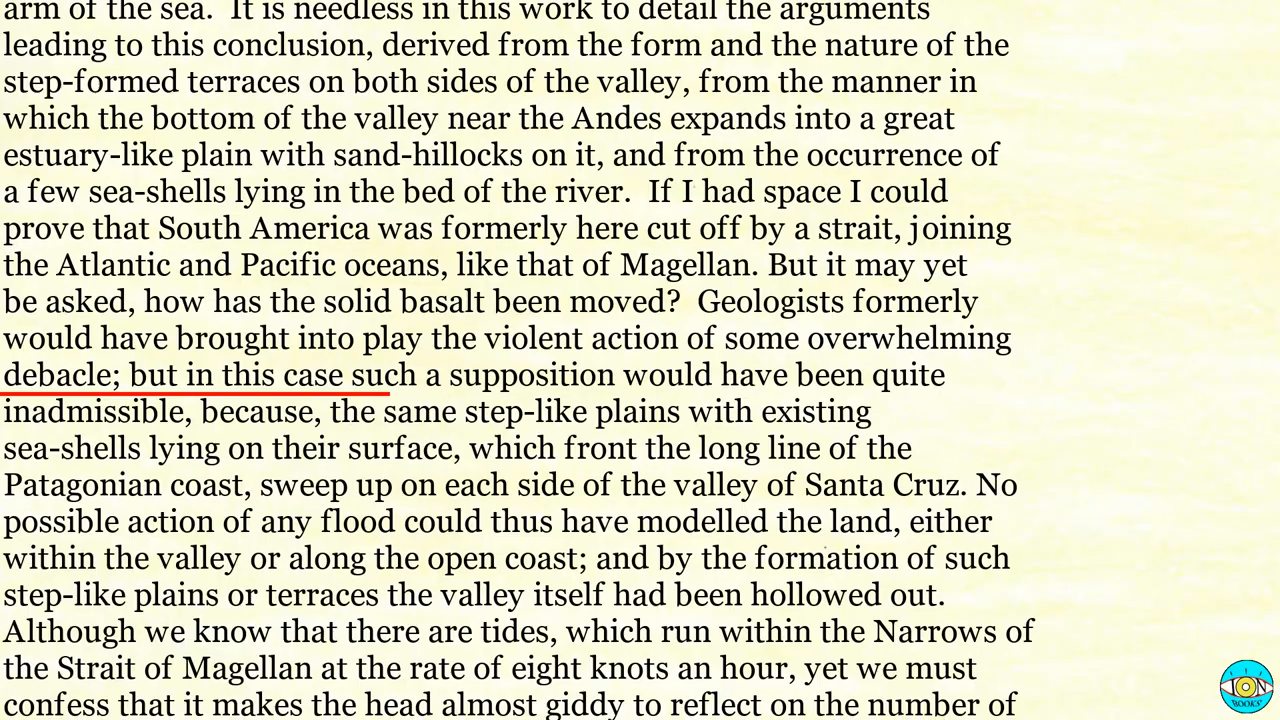 arm of the sea.  It is needless in this work to detail the arguments
leading to this conclusion, derived from the form and the nature of the
step-formed terraces on both sides of the valley, from the manner in
which the bottom of the valley near the Andes expands into a great
estuary-like plain with sand-hillocks on it, and from the occurrence of
a few sea-shells lying in the bed of the river.  If I had space I could
prove that South America was formerly here cut off by a strait, joining
the Atlantic and Pacific oceans, like that of Magellan. But it may yet
be asked, how has the solid basalt been moved?  Geologists formerly
would have brought into play the violent action of some overwhelming
debacle; but in this case such a supposition would have been quite
inadmissible, because, the same step-like plains with existing
sea-shells lying on their surface, which front the long line of the
Patagonian coast, sweep up on each side of the valley of Santa Cruz. No
possible action of any flood could thus have modelled the land, either
within the valley or along the open coast; and by the formation of such
step-like plains or terraces the valley itself had been hollowed out.
Although we know that there are tides, which run within the Narrows of
the Strait of Magellan at the rate of eight knots an hour, yet we must
confess that it makes the head almost giddy to reflect on the number of
ION
BOOKS